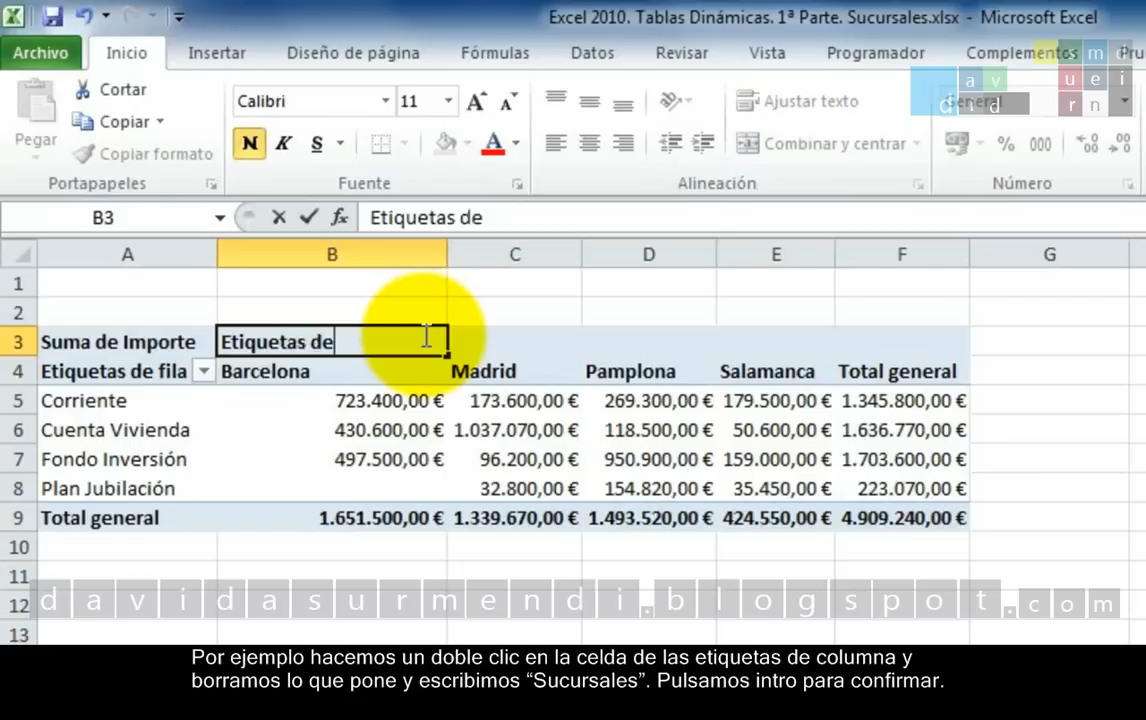 Excel 2010. Tablas Dinámicas. 1ª Parte. Sucursales.xlsx - Microsoft Excel
Archivo Inicio Insertar Diseño de página Fórmulas Datos Revisar Vista Programador Complementos Pru
Cortar
Copiar
Copiar formato
Pegar
Portapapeles
Calibri 11
N K S
Fuente
Ajustar texto
Combinar y centrar
Alineación
General
% 000
Número
david asurmendi
B3 fx Etiquetas de
A B C D E F G
1
2
3 Suma de Importe Etiquetas de
4 Etiquetas de fila Barcelona Madrid Pamplona Salamanca Total general
5 Corriente 723.400,00 € 173.600,00 € 269.300,00 € 179.500,00 € 1.345.800,00 €
6 Cuenta Vivienda 430.600,00 € 1.037.070,00 € 118.500,00 € 50.600,00 € 1.636.770,00 €
7 Fondo Inversión 497.500,00 € 96.200,00 € 950.900,00 € 159.000,00 € 1.703.600,00 €
8 Plan Jubilación 32.800,00 € 154.820,00 € 35.450,00 € 223.070,00 €
9 Total general 1.651.500,00 € 1.339.670,00 € 1.493.520,00 € 424.550,00 € 4.909.240,00 €
10
11
12
davidasurmendi.blogspot.com
13
Por ejemplo hacemos un doble clic en la celda de las etiquetas de columna y
borramos lo que pone y escribimos “Sucursales”. Pulsamos intro para confirmar.